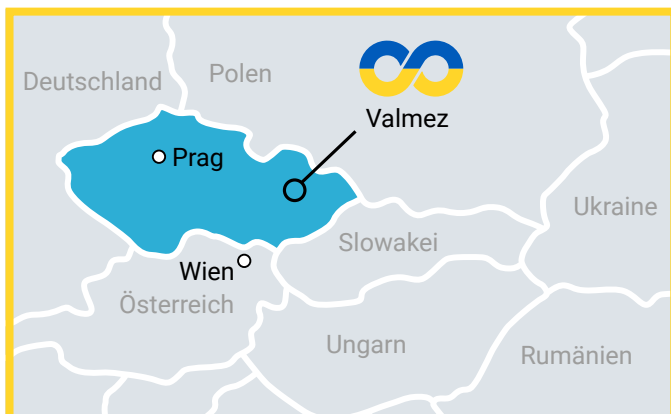 Deutschland
Polen
Valmez
Prag
Ukraine
Slowakei
Wien
Österreich
Ungarn
Rumänien